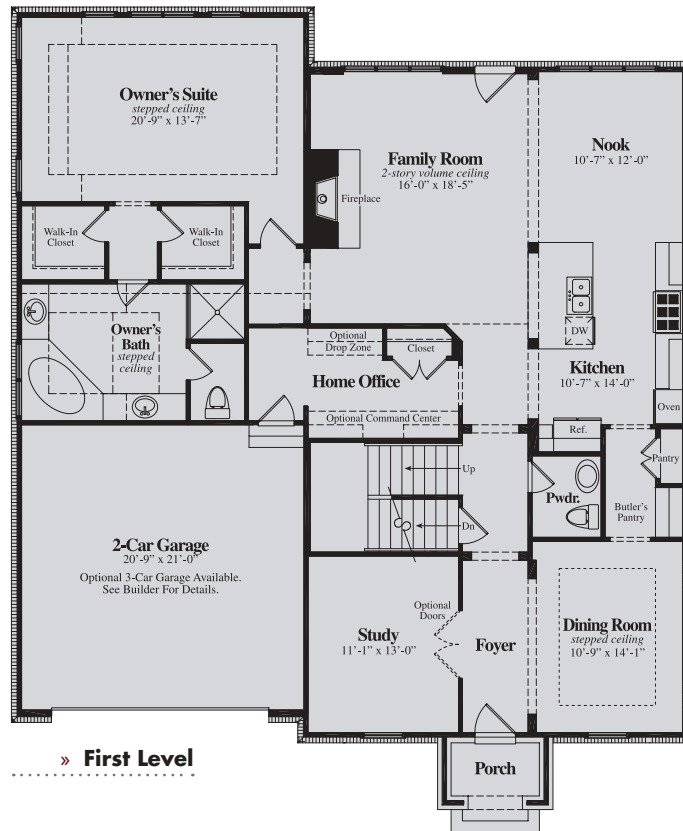 Owner's Suite
stepped ceiling
20'-9" x 13'-7"
Family Room
2-story volume ceiling
16'-0" x 18'-5"
Nook
10'-7" x 12'-0"
Fireplace
Walk-In
Closet
Walk-In
Closet
Owner's
Bath
stepped
ceiling
Optional
Drop Zone
Closet
Home Office
Optional Command Center
DW
Kitchen
10'-7" x 14'-0"
Oven
Ref.
Pantry
Butler's
Pantry
Up
Dn
Pwdr.
2-Car Garage
20'-9" x 21'-0"
Optional 3-Car Garage Available.
See Builder For Details.
Study
11'-1" x 13'-0"
Optional
Doors
Foyer
Dining Room
stepped ceiling
10'-9" x 14'-1"
Porch
» First Level